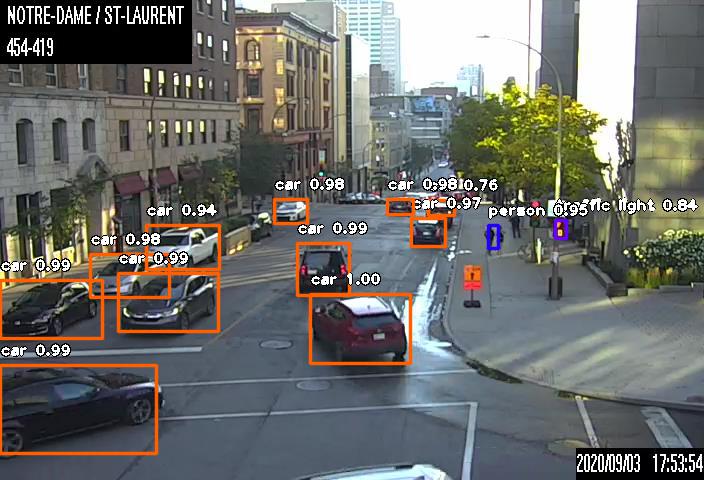 NOTRE-DAME / ST-LAURENT
454-419
car 0.98
car 0.98
0.76
car 0.94
car 0.97
person 0.95
traffic light 0.84
car 0.99
car 0.98
car 0.99
car 0.99
car 1.00
car 0.99
2020/09/03 17:53:54